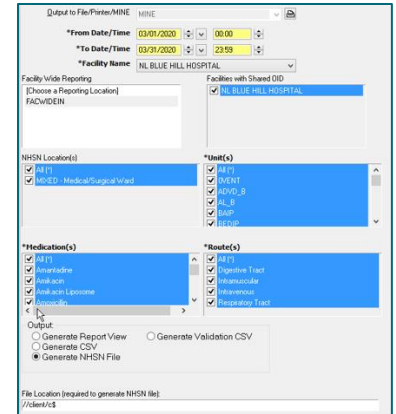 Output to File/Printer/MINE MINE
*From Date/Time 03/01/2020 00:00
*To Date/Time 03/31/2020 23:59
*Facility Name NL BLUE HILL HOSPITAL
Facility Wide Reporting
(Choose a Reporting Location)
FACWIDEIN
Facilities with Shared OID
NL BLUE HILL HOSPITAL
NHSN Location(s)
All (*)
MIXED - Medical/Surgical Ward
*Unit(s)
All (*)
0VENT
ADVD_B
AL_B
BAIP
BEDIP
*Medication(s)
All (*)
Amantadine
Amikacin
Amikacin Liposome
Amoxicillin
*Route(s)
All (*)
Digestive Tract
Intramuscular
Intravenous
Respiratory Tract
Output:
Generate Report View Generate Validation CSV
Generate CSV
Generate NHSN File
File Location (required to generate NHSN file):
//client/c$